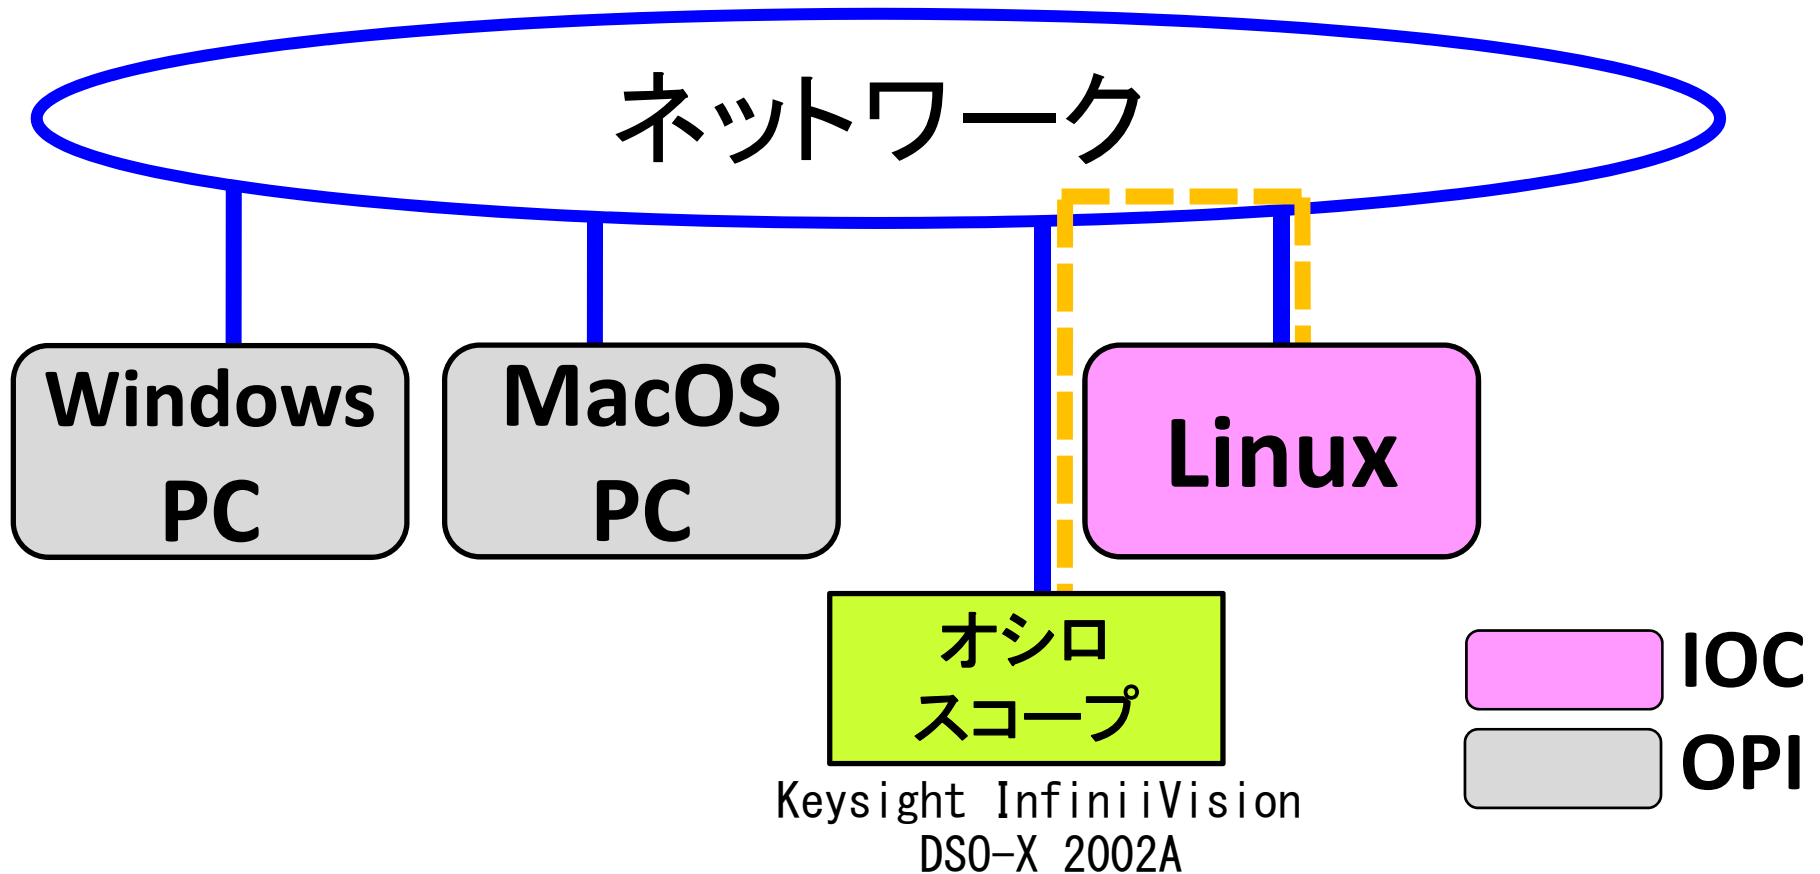 ネットワーク
Windows
PC
MacOS
PC
Linux
オシロ
スコープ
Keysight InfiniiVision
DSO-X 2002A
IOC
OPI